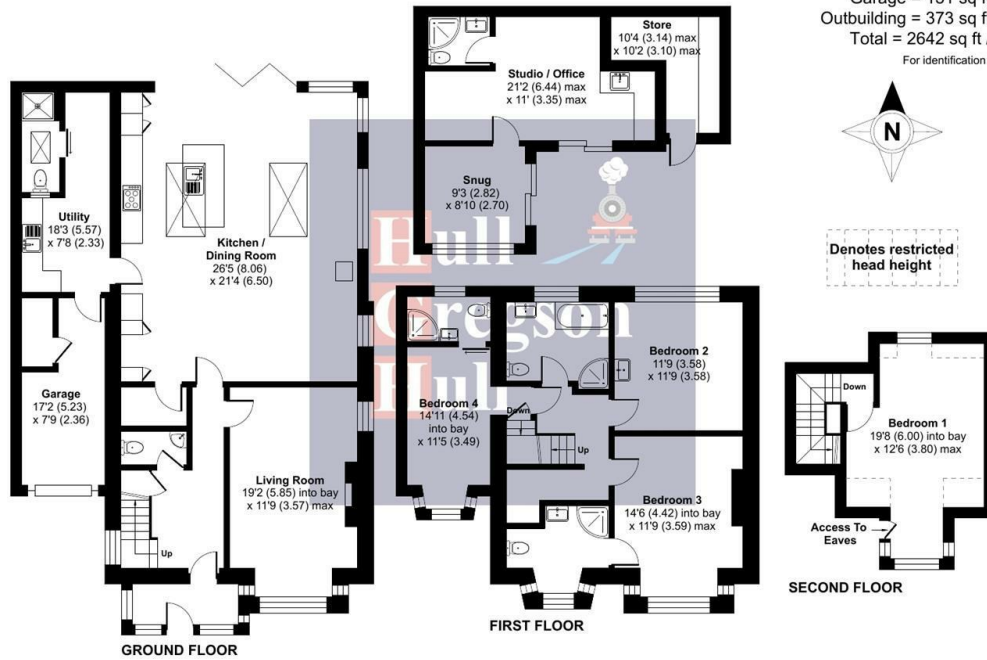 Garage = 151 sq f
Outbuilding = 373 sq f
Total = 2642 sq ft /
For identification
N
Denotes restricted
head height
Store
10'4 (3.14) max
x 10'2 (3.10) max
Studio / Office
21'2 (6.44) max
x 11' (3.35) max
Snug
9'3 (2.82)
x 8'10 (2.70)
Utility
18'3 (5.57)
x 7'8 (2.33)
Kitchen /
Dining Room
26'5 (8.06)
x 21'4 (6.50)
Garage
17'2 (5.23)
x 7'9 (2.36)
Living Room
19'2 (5.85) into bay
x 11'9 (3.57) max
Up
GROUND FLOOR
Hull
Gregson
Hull
Bedroom 4
14'11 (4.54)
into bay
x 11'5 (3.49)
Bedroom 2
11'9 (3.58)
x 11'9 (3.58)
Down
Up
Bedroom 3
14'6 (4.42) into bay
x 11'9 (3.59) max
FIRST FLOOR
Down
Bedroom 1
19'8 (6.00) into bay
x 12'6 (3.80) max
Access To
Eaves
SECOND FLOOR